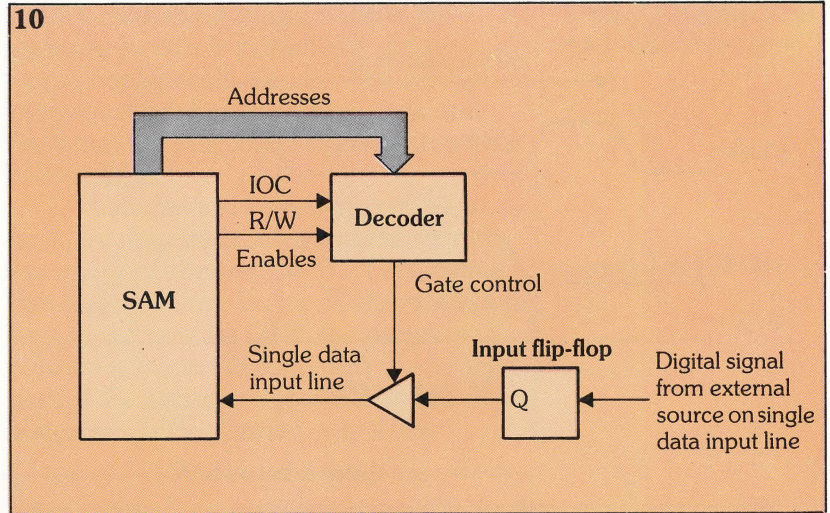 10
Addresses
IOC
R/W
Enables
Decoder
SAM
Gate control
Single data
input line
Input flip-flop
Q
Digital signal
from external
source on single
data input line